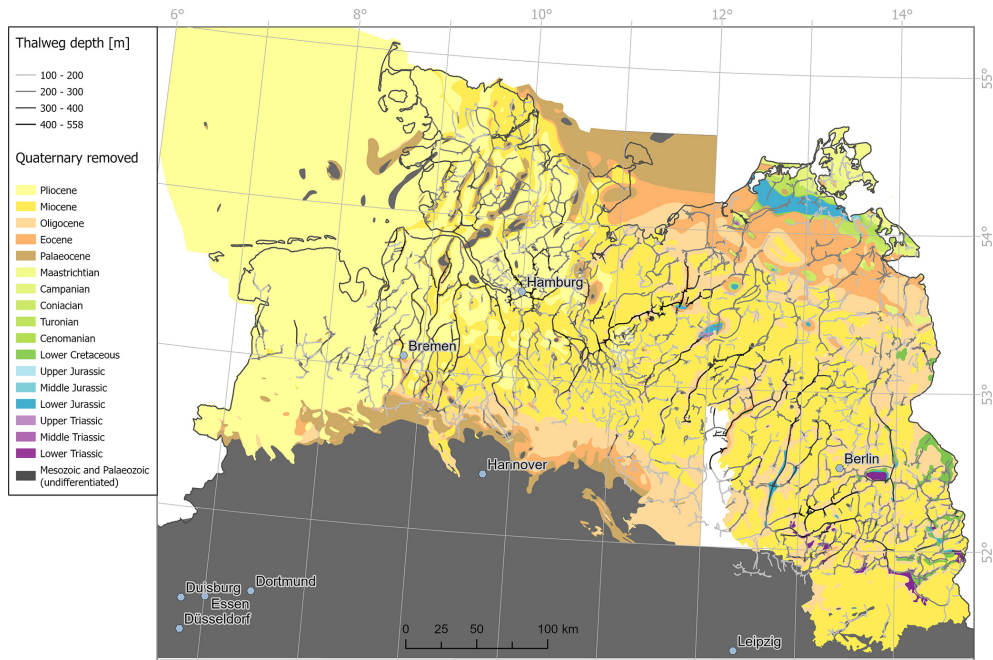 6°
8°
10°
12°
14°
Thalweg depth [m]
100 - 200
200 - 300
300 - 400
400 - 558
Quaternary removed
Pliocene
Miocene
Oligocene
Eocene
Palaeocene
Maastrichtian
Campanian
Coniacian
Turonian
Cenomanian
Lower Cretaceous
Upper Jurassic
Middle Jurassic
Lower Jurassic
Upper Triassic
Middle Triassic
Lower Triassic
Mesozoic and Palaeozoic
(undifferentiated)
55°
54°
Hamburg
Bremen
53°
Hannover
Berlin
52°
Duisburg
Dortmund
Essen
Düsseldorf
0 25 50 100 km
Leipzig